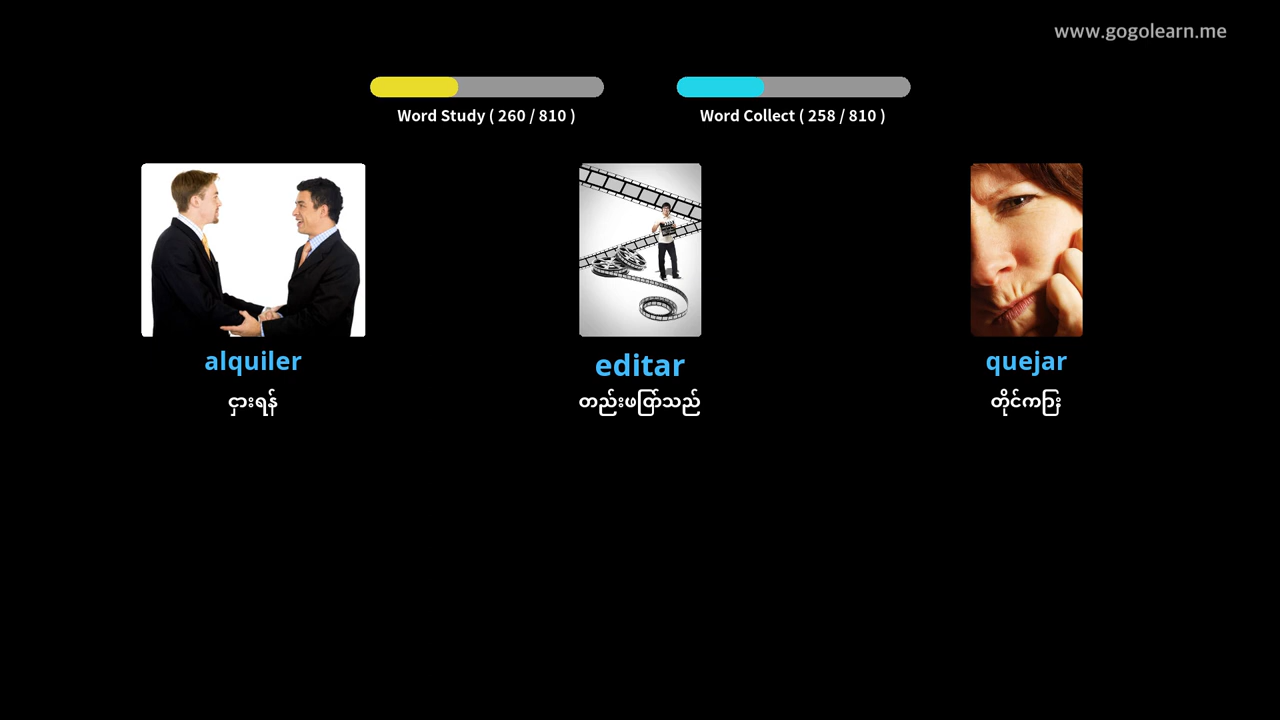 www.gogolearn.me
Word Study ( 260 / 810 )
Word Collect ( 258 / 810 )
alquiler
editar
quejar
ငှားရန်
တည်းဖြတ်သည်
တိုင်ကြား